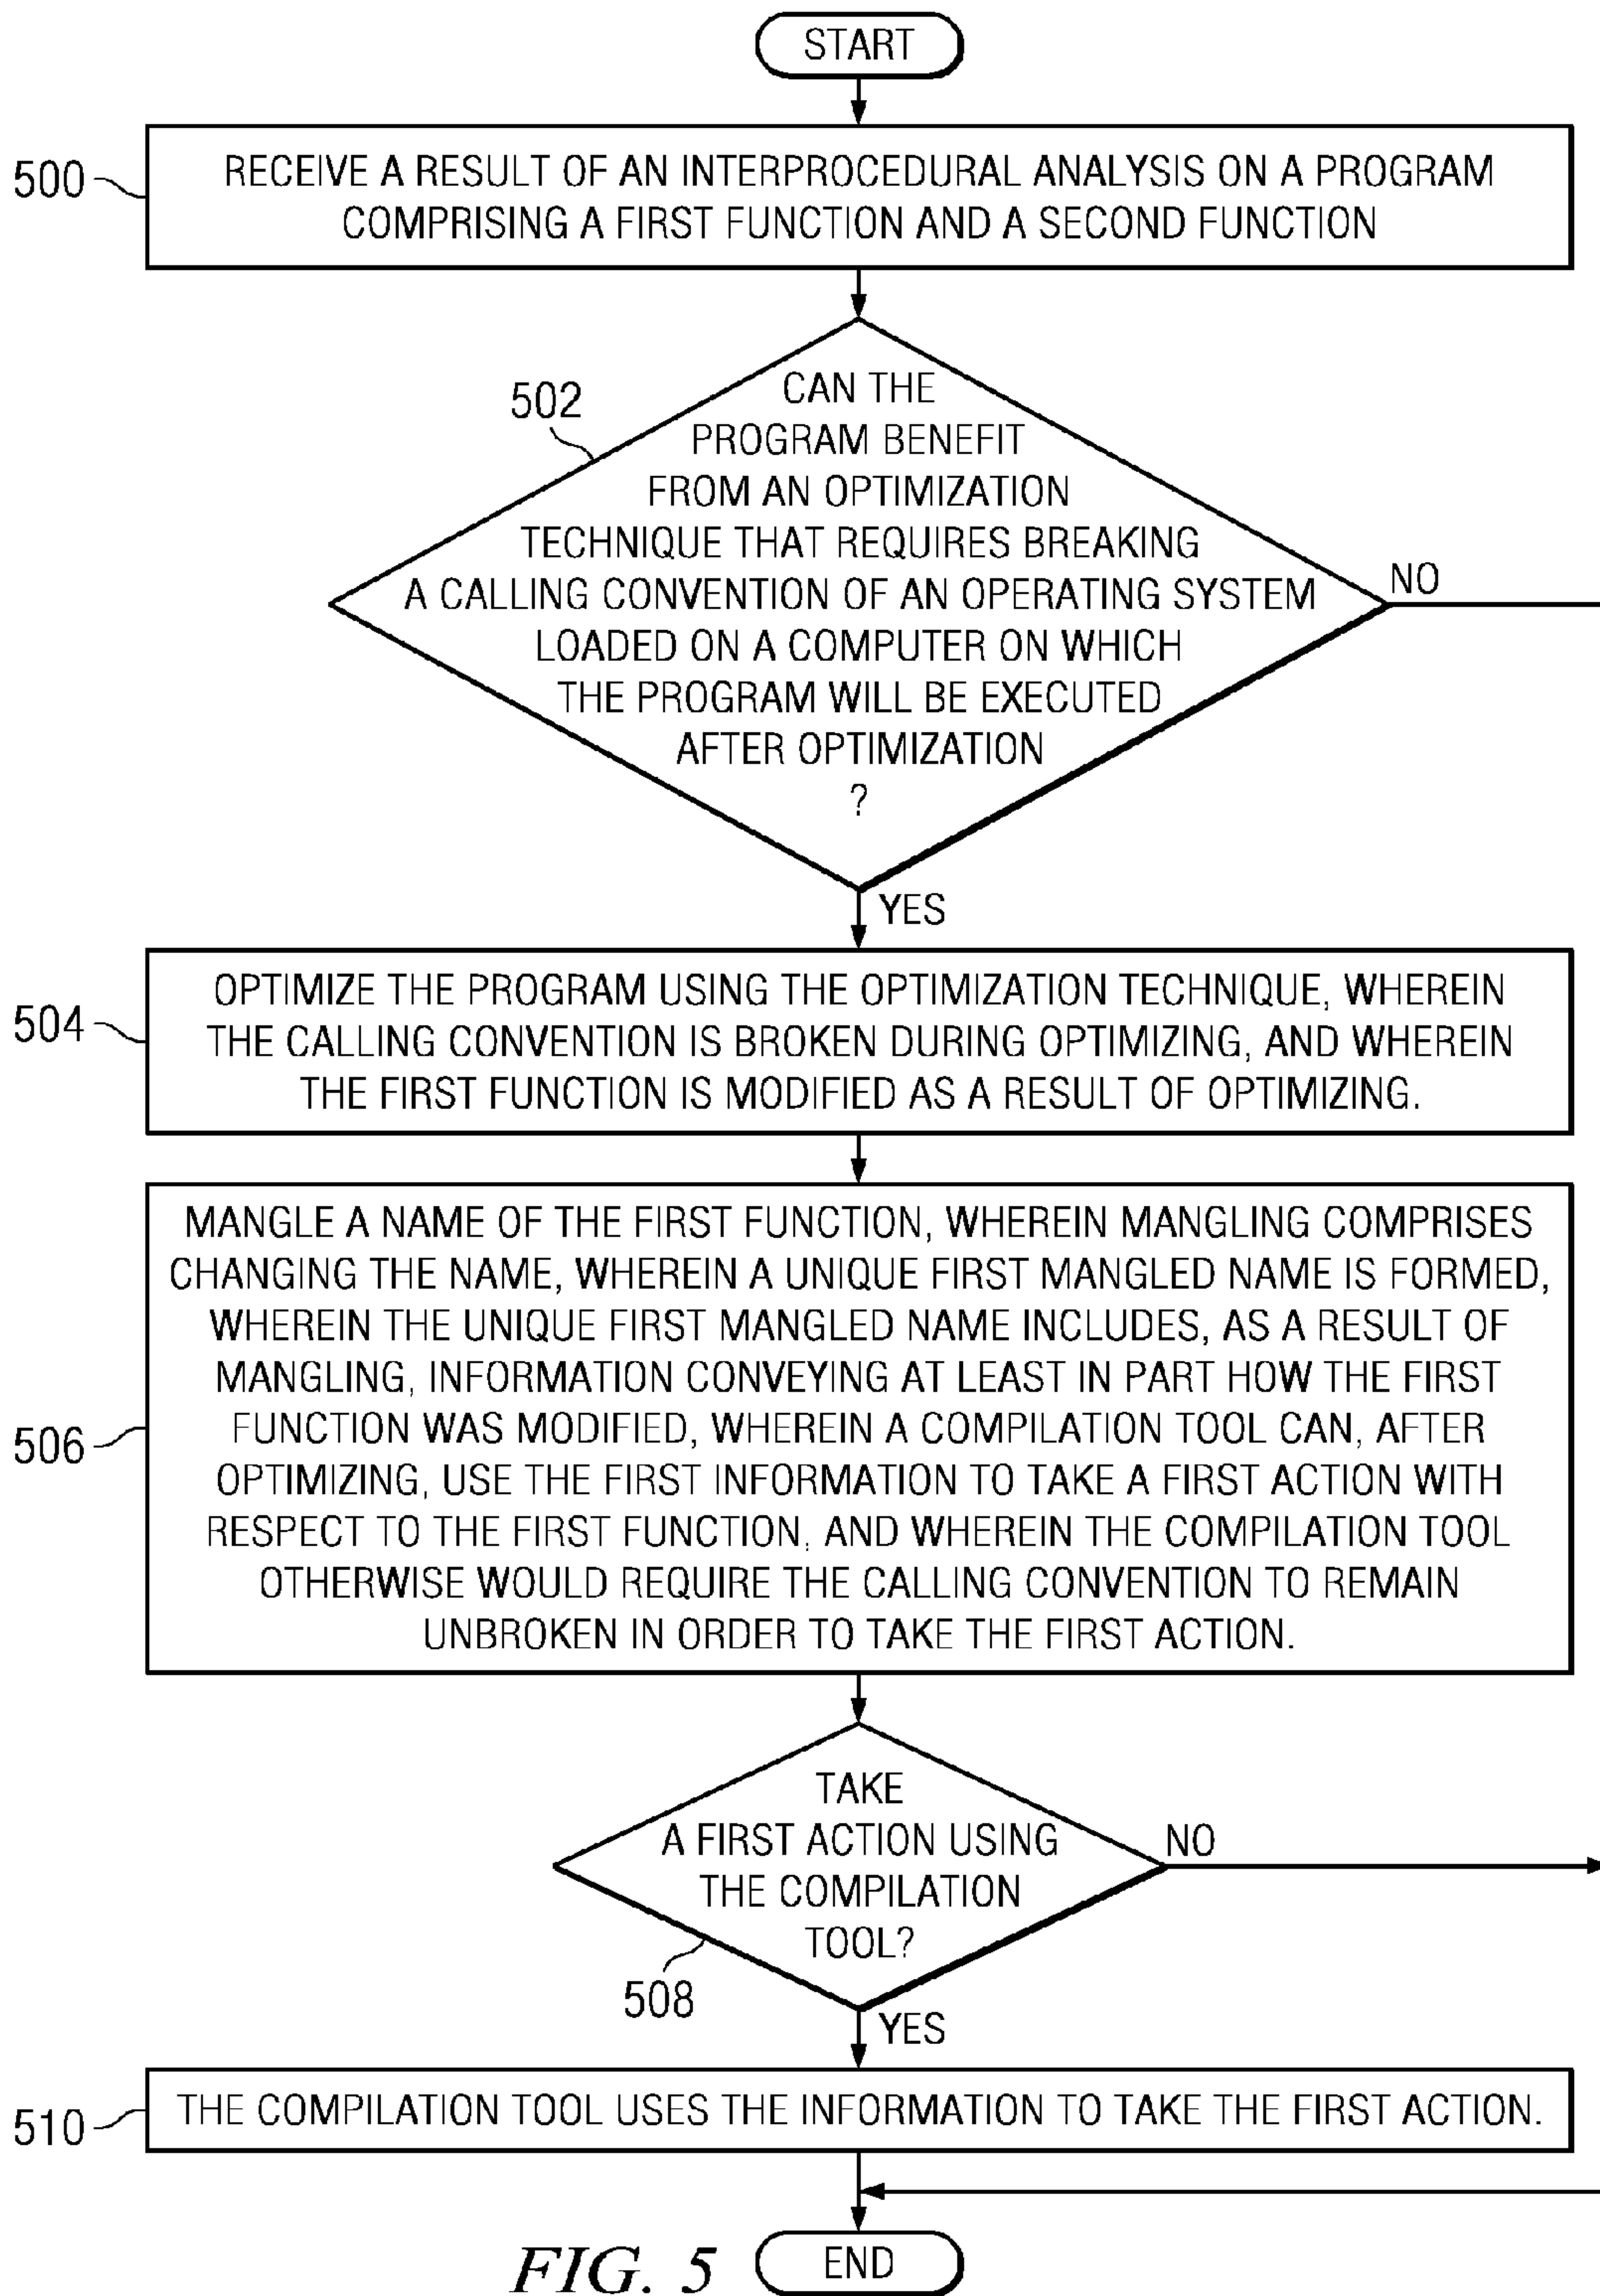 START
500
RECEIVE A RESULT OF AN INTERPROCEDURAL ANALYSIS ON A PROGRAM
COMPRISING A FIRST FUNCTION AND A SECOND FUNCTION
502
CAN THE
PROGRAM BENEFIT
FROM AN OPTIMIZATION
TECHNIQUE THAT REQUIRES BREAKING
A CALLING CONVENTION OF AN OPERATING SYSTEM
LOADED ON A COMPUTER ON WHICH
THE PROGRAM WILL BE EXECUTED
AFTER OPTIMIZATION
?
NO
YES
504
OPTIMIZE THE PROGRAM USING THE OPTIMIZATION TECHNIQUE, WHEREIN
THE CALLING CONVENTION IS BROKEN DURING OPTIMIZING, AND WHEREIN
THE FIRST FUNCTION IS MODIFIED AS A RESULT OF OPTIMIZING.
506
MANGLE A NAME OF THE FIRST FUNCTION, WHEREIN MANGLING COMPRISES
CHANGING THE NAME, WHEREIN A UNIQUE FIRST MANGLED NAME IS FORMED,
WHEREIN THE UNIQUE FIRST MANGLED NAME INCLUDES, AS A RESULT OF
MANGLING, INFORMATION CONVEYING AT LEAST IN PART HOW THE FIRST
FUNCTION WAS MODIFIED, WHEREIN A COMPILATION TOOL CAN, AFTER
OPTIMIZING, USE THE FIRST INFORMATION TO TAKE A FIRST ACTION WITH
RESPECT TO THE FIRST FUNCTION, AND WHEREIN THE COMPILATION TOOL
OTHERWISE WOULD REQUIRE THE CALLING CONVENTION TO REMAIN
UNBROKEN IN ORDER TO TAKE THE FIRST ACTION.
TAKE
A FIRST ACTION USING
THE COMPILATION
TOOL?
NO
508
YES
510
THE COMPILATION TOOL USES THE INFORMATION TO TAKE THE FIRST ACTION.
FIG. 5
END